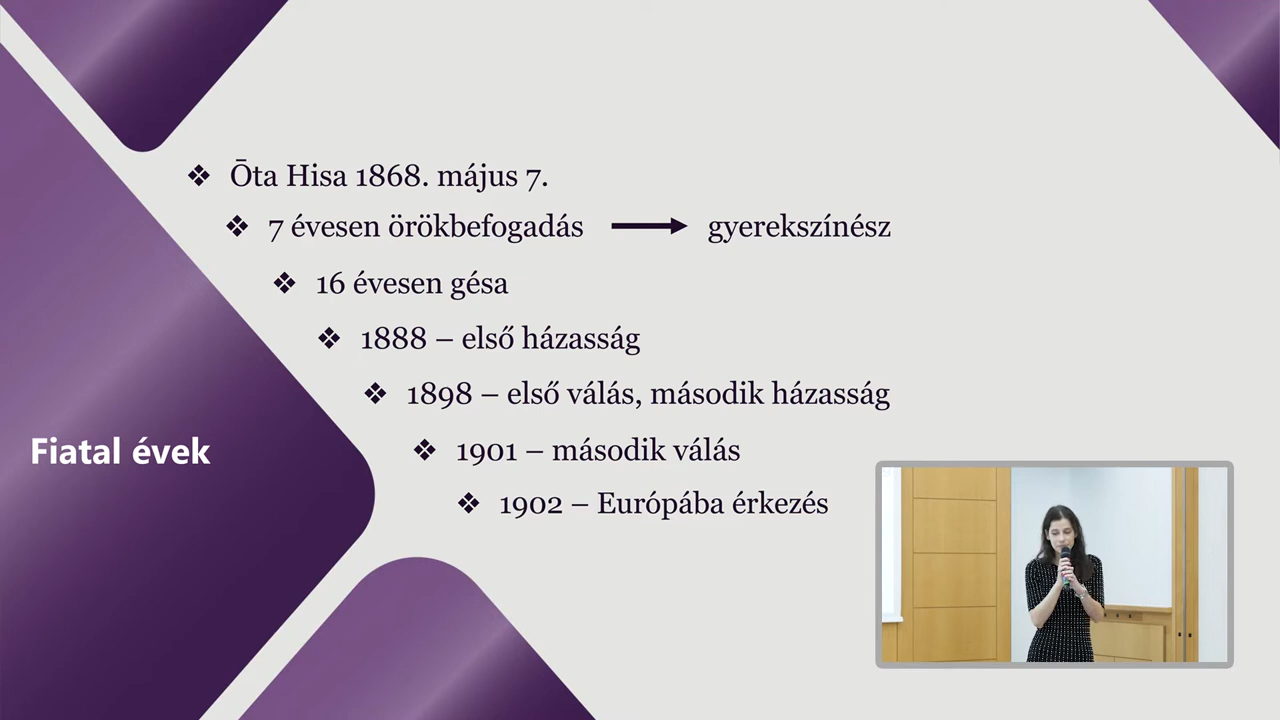 Ōta Hisa 1868. május 7.
7 évesen örökbefogadás
gyerekszínész
16 évesen gésa
1888 – első házasság
1898 – első válás, második házasság
1901 – második válás
1902 – Európába érkezés
Fiatal évek